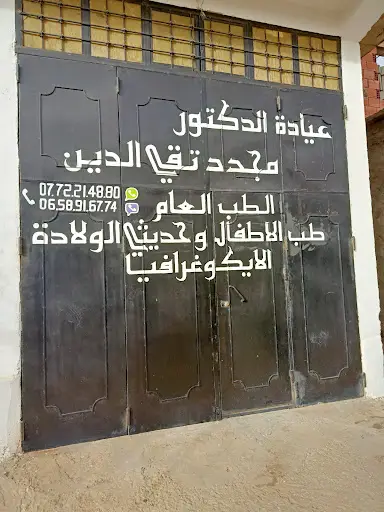 عيادة الدكتور
مجدد تقي الدين
الطب العام
07.72.21.48.80
06.58.91.67.74
طب الاطفال وحديثي الولادة
الايكوغرافيا